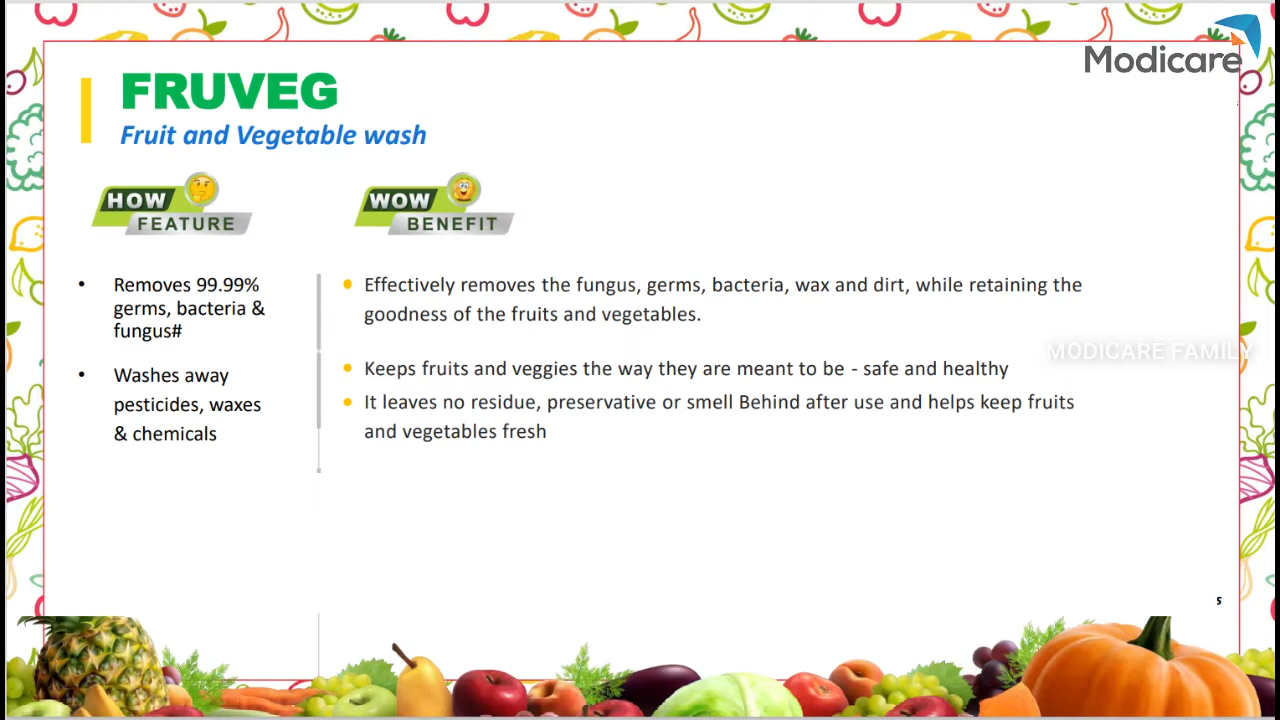 Modicare
FRUVEG
Fruit and Vegetable wash
HOW
FEATURE
WOW
BENEFIT
• Removes 99.99%
germs, bacteria &
fungus#
• Washes away
pesticides, waxes
& chemicals
• Effectively removes the fungus, germs, bacteria, wax and dirt, while retaining the
goodness of the fruits and vegetables.
• Keeps fruits and veggies the way they are meant to be - safe and healthy
• It leaves no residue, preservative or smell Behind after use and helps keep fruits
and vegetables fresh
MODICARE FAMILY
s